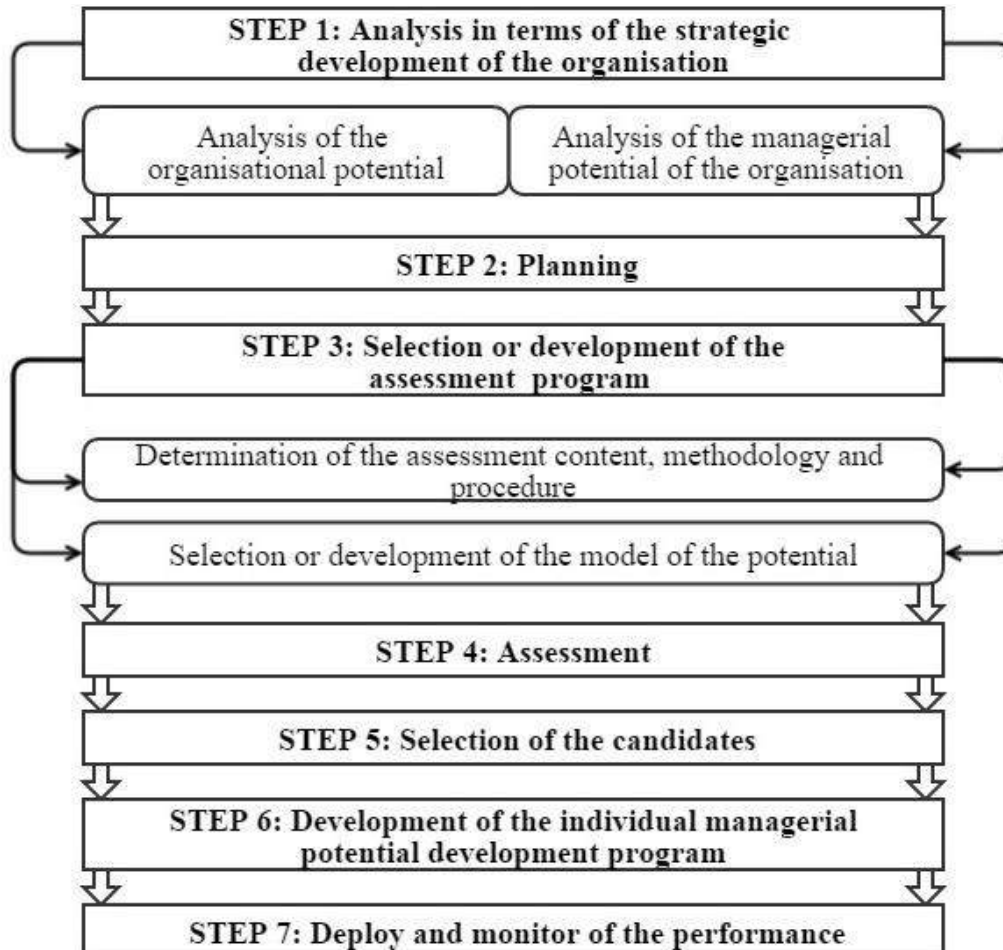 STEP 1: Analysis in terms of the strategic
development of the organisation
Analysis of the
organisational potential
Analysis of the managerial
potential of the organisation
STEP 2: Planning
STEP 3: Selection or development of the
assessment program
Determination of the assessment content, methodology and
procedure
Selection or development of the model of the potential
STEP 4: Assessment
STEP 5: Selection of the candidates
STEP 6: Development of the individual managerial
potential development program
STEP 7: Deploy and monitor of the performance